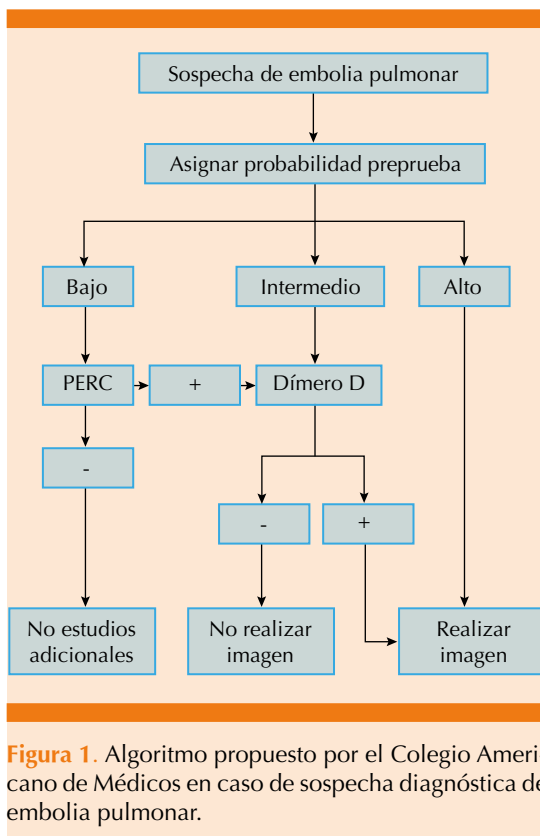 Sospecha de embolia pulmonar
Asignar probabilidad preprueba
Bajo
Intermedio
Alto
PERC
+
Dímero D
-
-
+
No estudios
adicionales
No realizar
imagen
Realizar
imagen
Figura 1. Algoritmo propuesto por el Colegio Ameri-
cano de Médicos en caso de sospecha diagnóstica de
embolia pulmonar.